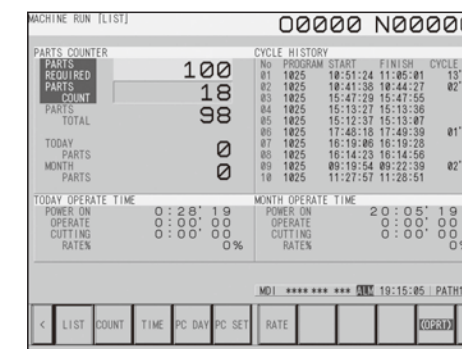 MACHINE RUN [LIST]
O0000 N0000
PARTS COUNTER
PARTS REQUIRED 100
PARTS COUNT 18
PARTS TOTAL 98
TODAY PARTS 0
MONTH PARTS 0
CYCLE HISTORY
No PROGRAM START FINISH CYCLE
01 1025 10:51:24 11:05:01 13'
02 1025 10:41:38 10:44:27 02'
03 1025 15:47:29 15:47:55
04 1025 15:13:27 15:13:36
05 1025 15:12:37 15:13:07
06 1025 17:48:18 17:49:39 01'
07 1025 16:19:06 16:19:28
08 1025 16:14:23 16:14:56
09 1025 09:19:54 09:22:39 02'
10 1025 11:27:57 11:28:51
TODAY OPERATE TIME
POWER ON 0:28' 19
OPERATE 0:00' 00
CUTTING 0:00' 00
RATE% 0%
MONTH OPERATE TIME
POWER ON 20:05' 19
OPERATE 0:00' 00
CUTTING 0:00' 00
RATE% 0%
MDI **** *** *** ALM 19:15:05 PATH1
< LIST COUNT TIME PC DAY PC SET RATE (OPRT)